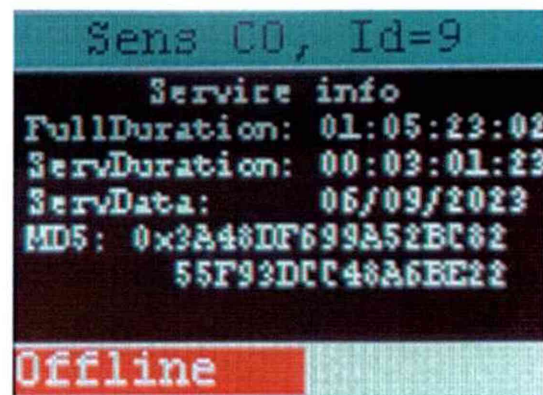 Sens CO, Id=9
Service info
FullDuration: 01:05:23:02
ServDuration: 00:03:01:23
ServData: 06/09/2023
MD5: 0x3A48DF699A52BC82
55F93DCC48A6BE22
Offline